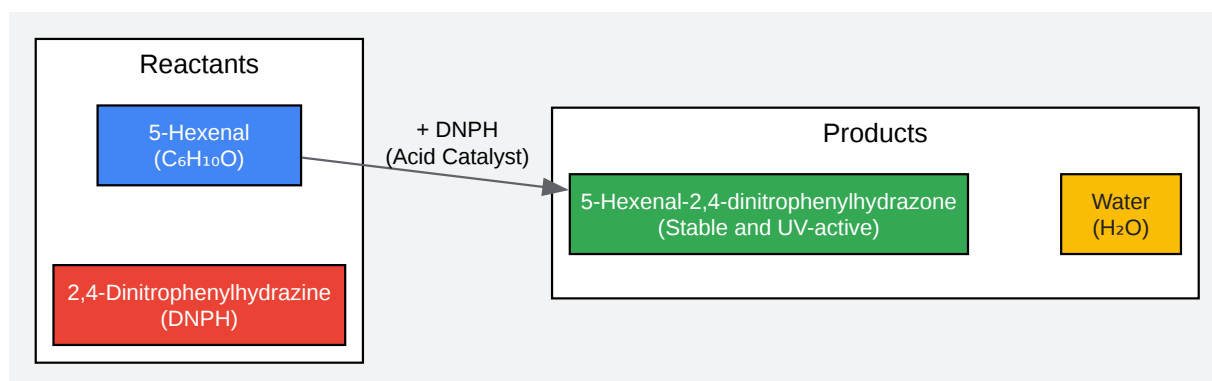 Reactants
5-Hexenal
(C₆H₁₀O)
2,4-Dinitrophenylhydrazine
(DNPH)
+ DNPH
(Acid Catalyst)
Products
5-Hexenal-2,4-dinitrophenylhydrazone
(Stable and UV-active)
Water
(H₂O)